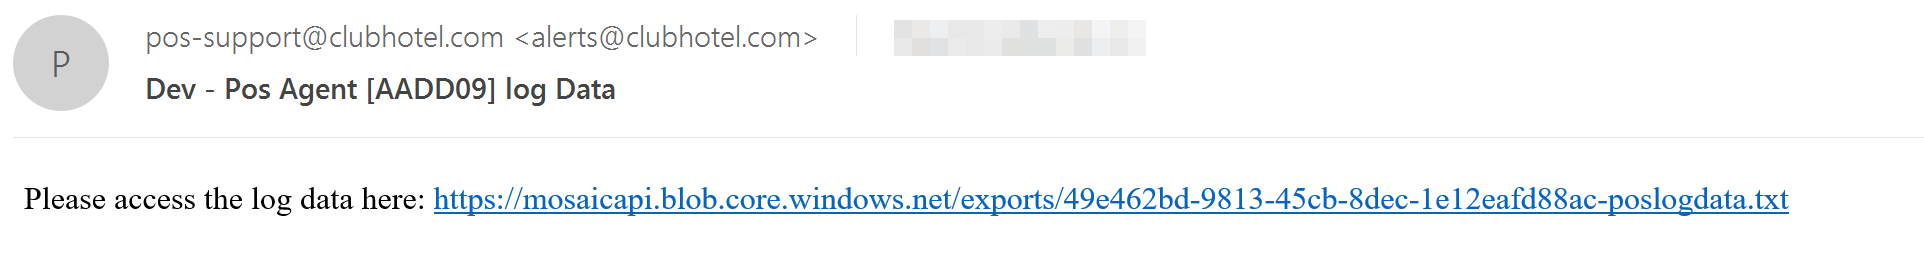 P
pos-support@clubhotel.com <alerts@clubhotel.com>
Dev - Pos Agent [AADD09] log Data
Please access the log data here: https://mosaicapi.blob.core.windows.net/exports/49e462bd-9813-45cb-8dec-1e12eafd88ac-poslogdata.txt